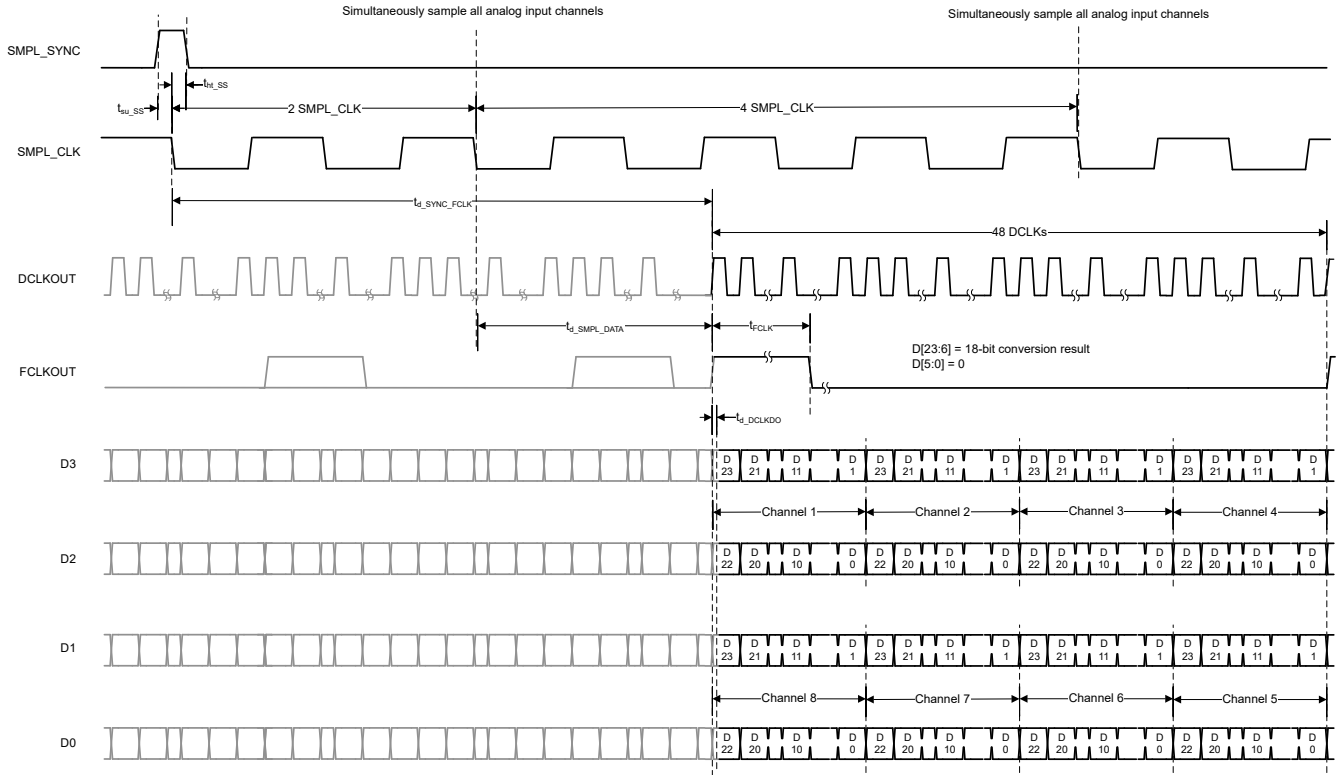 Simultaneously sample all analog input channels
Simultaneously sample all analog input channels
SMPL_SYNC
tht_SS
tsu_SS
2 SMPL_CLK
4 SMPL_CLK
SMPL_CLK
td_SYNC_FCLK
48 DCLKs
DCLKOUT
td_SMPL_DATA
tFCLK
FCLKOUT
D[23:6] = 18-bit conversion result
D[5:0] = 0
td_DCLKDO
D3
D D D D D D D D D D D D D D D D
23 21 11 1 23 21 11 1 23 21 11 1 23 21 11 1
Channel 1 Channel 2 Channel 3 Channel 4
D2
D D D D D D D D D D D D D D D D
22 20 10 0 22 20 10 0 22 20 10 0 22 20 10 0
D1
D D D D D D D D D D D D D D D D
23 21 11 1 23 21 11 1 23 21 11 1 23 21 11 1
Channel 8 Channel 7 Channel 6 Channel 5
D0
D D D D D D D D D D D D D D D D
22 20 10 0 22 20 10 0 22 20 10 0 22 20 10 0